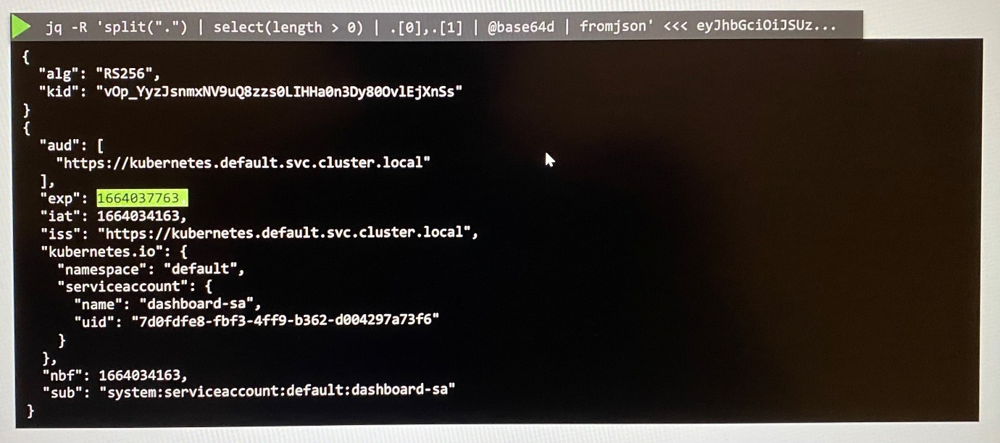 jq -R 'split(".") | select(length > 0) | .[0],.[1] | @base64d | fromjson' <<< eyJhbGciOiJSUz...
{
  "alg": "RS256",
  "kid": "vOp_YyzJsnmxNV9uQ8zzs0LIHHa0n3Dy80OvlEjXnSs"
}
{
  "aud": [
    "https://kubernetes.default.svc.cluster.local"
  ],
  "exp": 1664037763,
  "iat": 1664034163,
  "iss": "https://kubernetes.default.svc.cluster.local",
  "kubernetes.io": {
    "namespace": "default",
    "serviceaccount": {
      "name": "dashboard-sa",
      "uid": "7d0fdfe8-fbf3-4ff9-b362-d004297a73f6"
    }
  },
  "nbf": 1664034163,
  "sub": "system:serviceaccount:default:dashboard-sa"
}